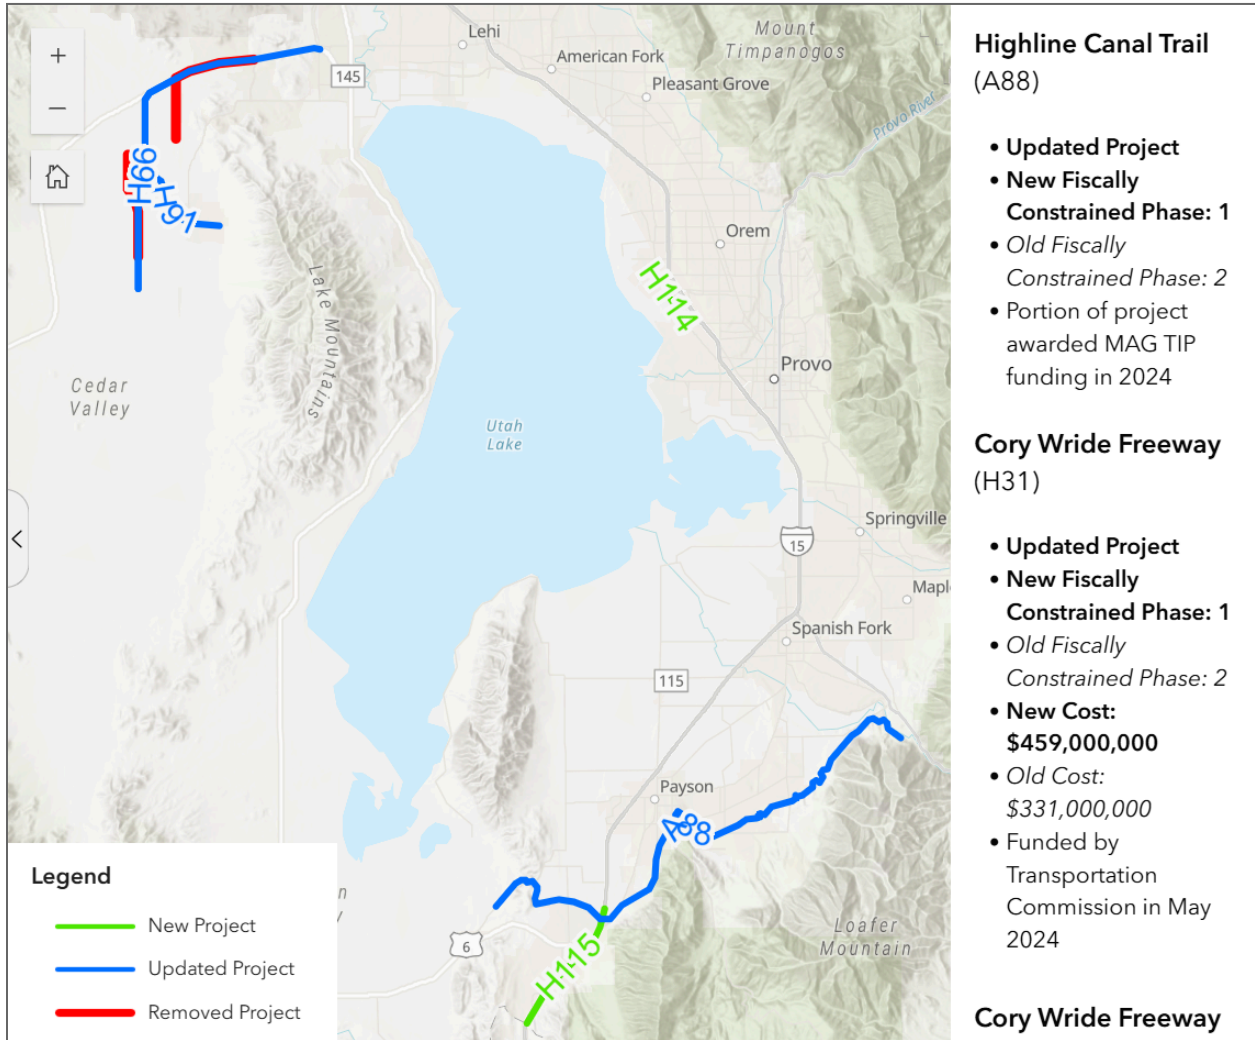 +
−
Lehi
Mount
Timpanogos
American Fork
145
Pleasant Grove
Provo River
H99
H91
Orem
H114
Lake Mountains
Provo
Cedar
Valley
Utah
Lake
Springville
15
Mapl
Spanish Fork
115
Payson
A88
Loafer
Mountain
6
H115
n
y
Legend
New Project
Updated Project
Removed Project
Highline Canal Trail
(A88)
• Updated Project
• New Fiscally
Constrained Phase: 1
• Old Fiscally
Constrained Phase: 2
• Portion of project
awarded MAG TIP
funding in 2024
Cory Wride Freeway
(H31)
• Updated Project
• New Fiscally
Constrained Phase: 1
• Old Fiscally
Constrained Phase: 2
• New Cost:
$459,000,000
• Old Cost:
$331,000,000
• Funded by
Transportation
Commission in May
2024
Cory Wride Freeway